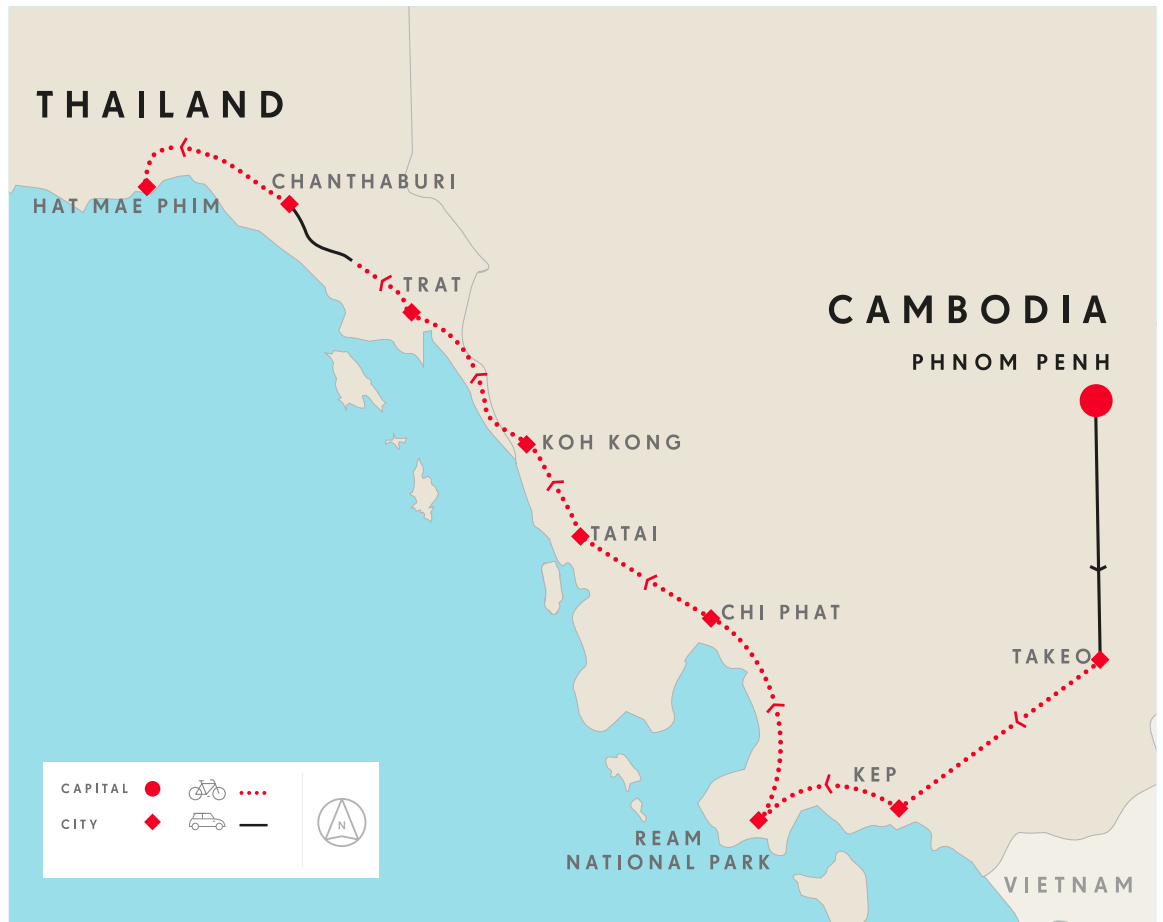 THAILAND
CHANTHABURI
HAT MAE PHIM
TRAT
CAMBODIA
PHNOM PENH
KOH KONG
TATAI
CHI PHAT
TAKEO
KEP
REAM
NATIONAL PARK
VIETNAM
CAPITAL
CITY
N